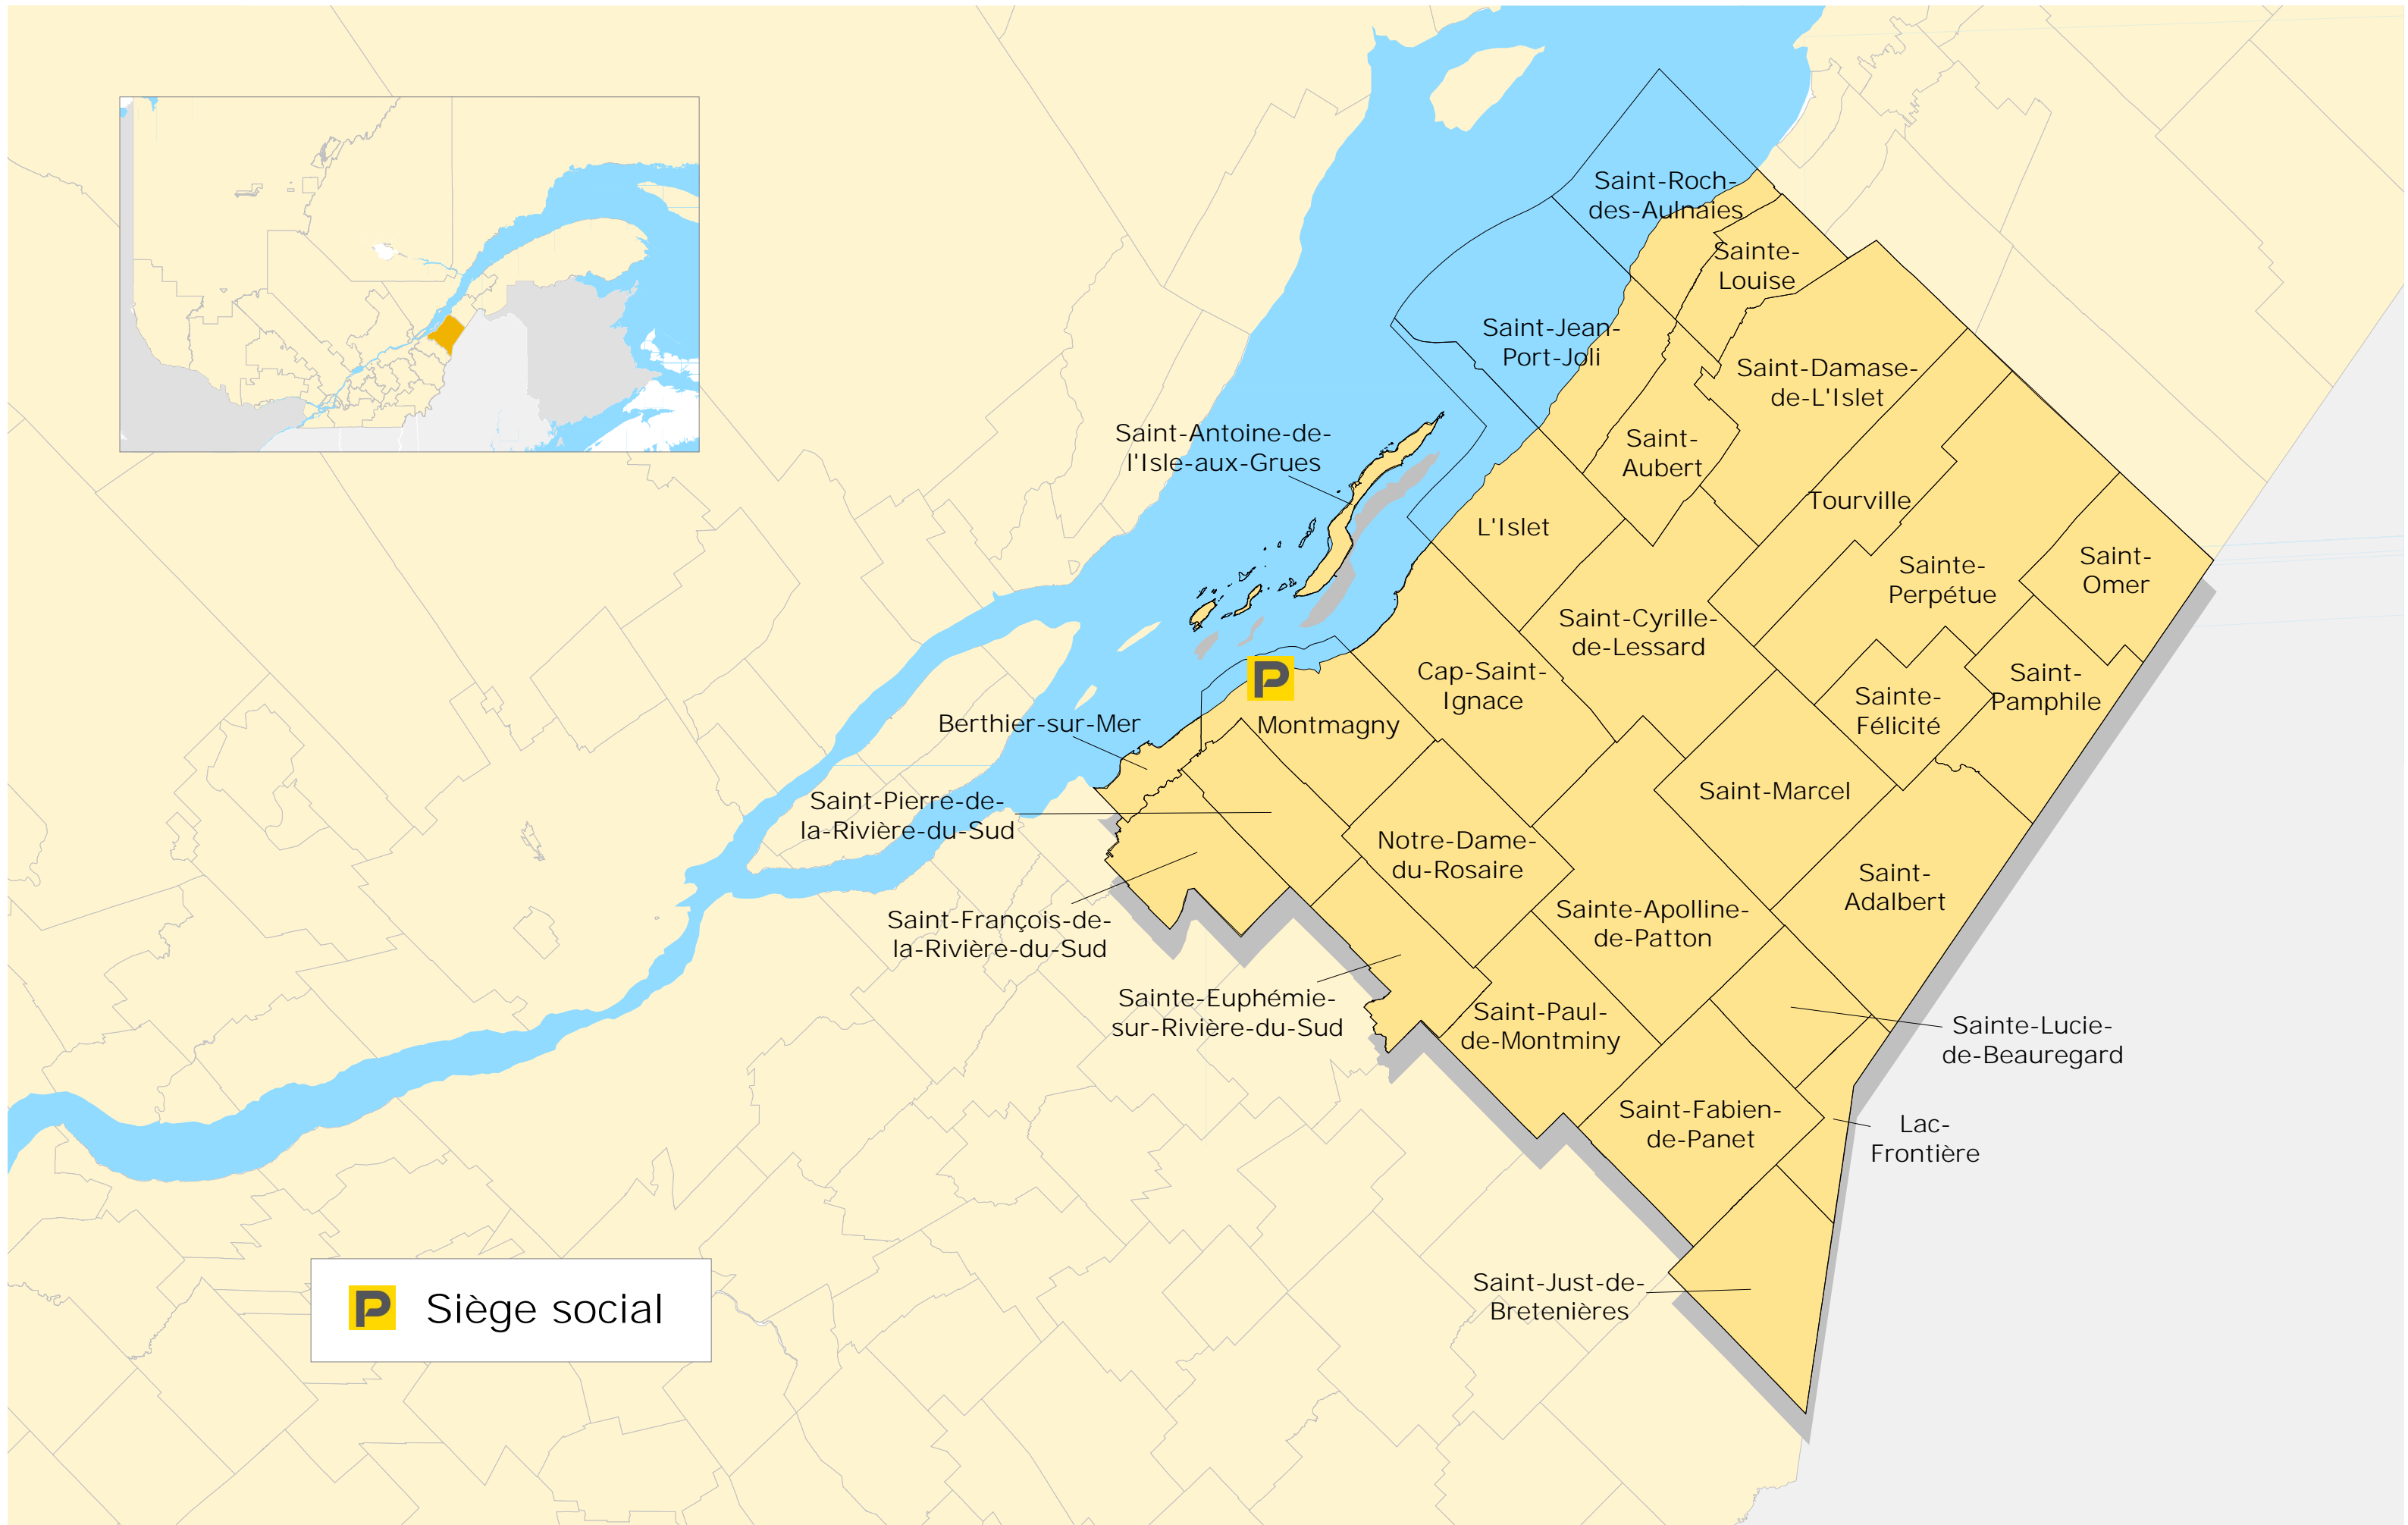 Saint-Roch-
des-Aulnaies
Sainte-
Louise
Saint-Jean-
Port-Joli
Saint-Damase-
de-L'Islet
Saint-Antoine-de-
l'Isle-aux-Grues
Saint-
Aubert
Tourville
L'Islet
Sainte-
Perpétue
Saint-
Omer
Saint-Cyrille-
de-Lessard
Cap-Saint-
Ignace
Sainte-
Félicité
Saint-
Pamphile
P
Berthier-sur-Mer
Montmagny
Saint-Marcel
Saint-Pierre-de-
la-Rivière-du-Sud
Notre-Dame-
du-Rosaire
Saint-
Adalbert
Saint-François-de-
la-Rivière-du-Sud
Sainte-Apolline-
de-Patton
Sainte-Euphémie-
sur-Rivière-du-Sud
Saint-Paul-
de-Montminy
Sainte-Lucie-
de-Beauregard
Saint-Fabien-
de-Panet
Lac-
Frontière
Saint-Just-de-
Bretenières
P Siège social